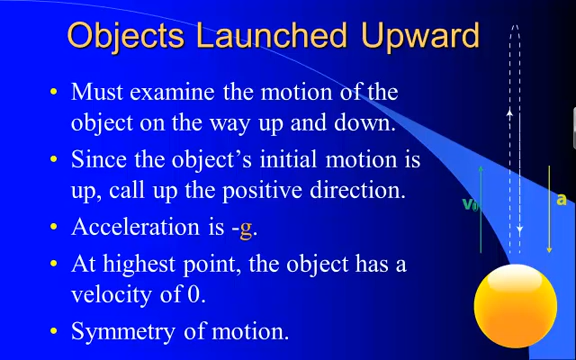 Objects Launched Upward
• Must examine the motion of the
object on the way up and down.
• Since the object's initial motion is
up, call up the positive direction.
• Acceleration is -g.
• At highest point, the object has a
velocity of 0.
• Symmetry of motion.
v₀
a